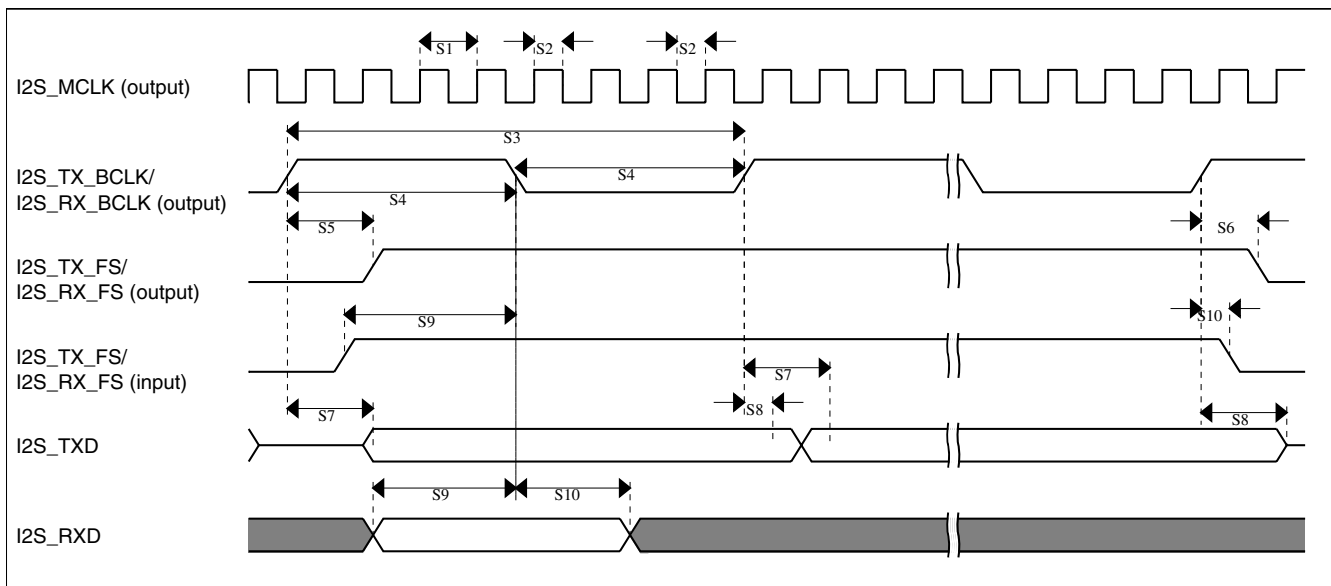 S1
S2
S2
I2S_MCLK (output)
S3
I2S_TX_BCLK/
I2S_RX_BCLK (output)
S4
S4
S5
S6
I2S_TX_FS/
I2S_RX_FS (output)
S9
S10
I2S_TX_FS/
I2S_RX_FS (input)
S7
S7
S8
S8
I2S_TXD
S9
S10
I2S_RXD